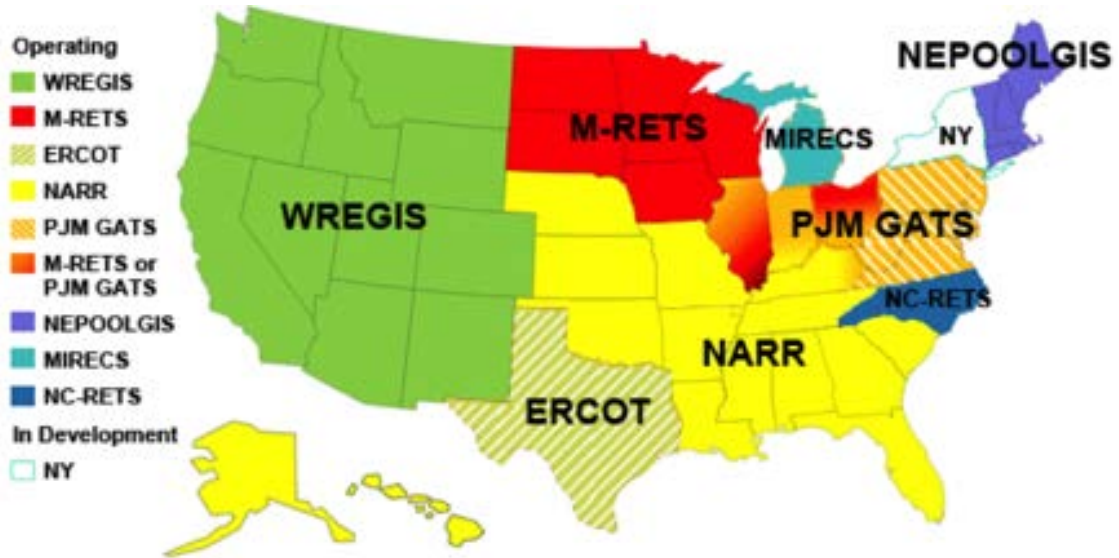 Operating
WREGIS
M-RETS
ERCOT
NARR
PJM GATS
M-RETS or
PJM GATS
NEPOOLGIS
MIRECS
NC-RETS
In Development
NY
NEPOOLGIS
M-RETS
MIRECS
NY
WREGIS
PJM GATS
NC-RETS
NARR
ERCOT